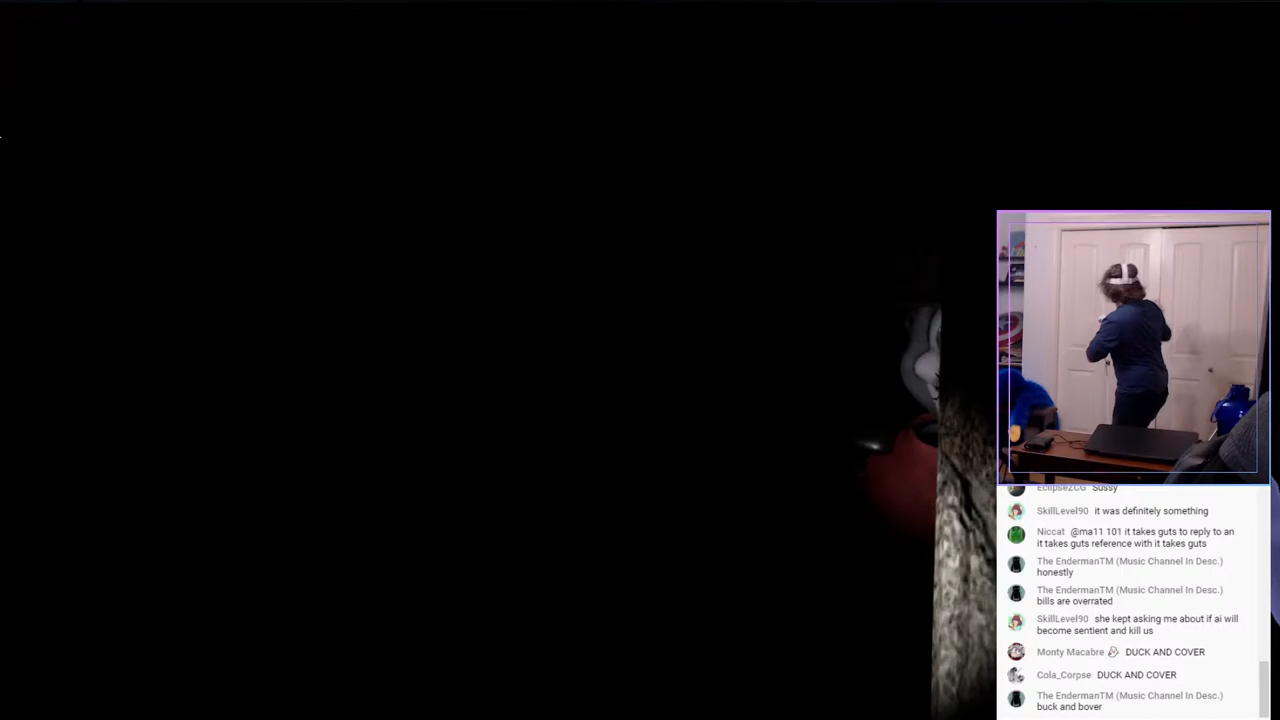 EclipseZCG Sussy
SkillLevel90 it was definitely something
Niccat @ma11 101 it takes guts to reply to an
it takes guts reference with it takes guts
The EndermanTM (Music Channel In Desc.)
honestly
The EndermanTM (Music Channel In Desc.)
bills are overrated
SkillLevel90 she kept asking me about if ai will
become sentient and kill us
Monty Macabre DUCK AND COVER
Cola_Corpse DUCK AND COVER
The EndermanTM (Music Channel In Desc.)
buck and bover